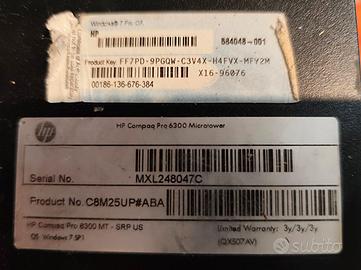 Windows® 7 Pro OA
HP
684048-001
Product Key: FF7PD-9PGQW-C3V4X-H4FVX-MFY2M
X16-96076
00186-136-676-384
hp
HP Compaq Pro 6300 Microtower
Serial No.
MXL248047C
Product No.
C8M25UP#ABA
HP Compaq Pro 6300 MT - SRP US
Limited Warranty: 3y/3y/3y
OS: Windows 7 SP1
(QX507AV)
subito